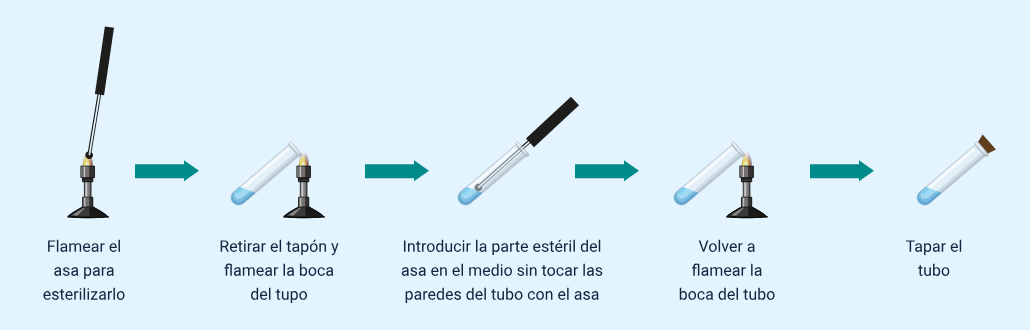 Flamear el
asa para
esterilizarlo
Retirar el tapón y
flamear la boca
del tupo
Introducir la parte estéril del
asa en el medio sin tocar las
paredes del tubo con el asa
Volver a
flamear la
boca del tubo
Tapar el
tubo